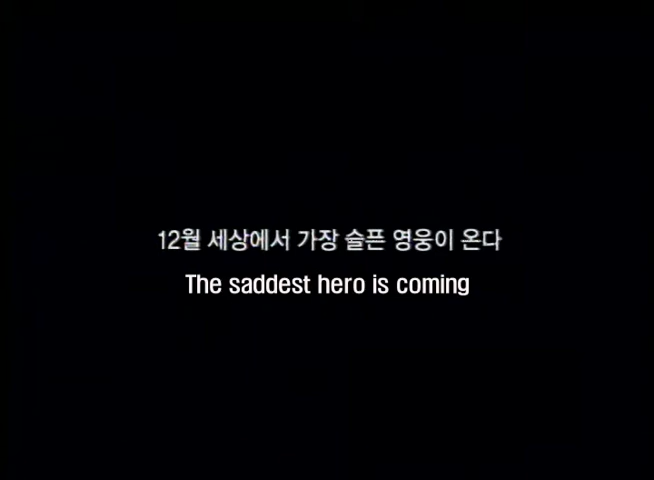 12월 세상에서 가장 슬픈 영웅이 온다
The saddest hero is coming